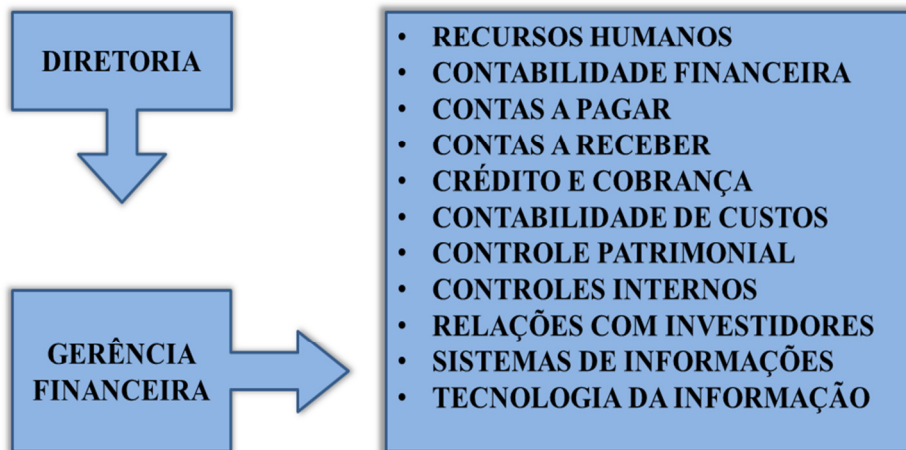 DIRETORIA
GERÊNCIA
FINANCEIRA
• RECURSOS HUMANOS
• CONTABILIDADE FINANCEIRA
• CONTAS A PAGAR
• CONTAS A RECEBER
• CRÉDITO E COBRANÇA
• CONTABILIDADE DE CUSTOS
• CONTROLE PATRIMONIAL
• CONTROLES INTERNOS
• RELAÇÕES COM INVESTIDORES
• SISTEMAS DE INFORMAÇÕES
• TECNOLOGIA DA INFORMAÇÃO